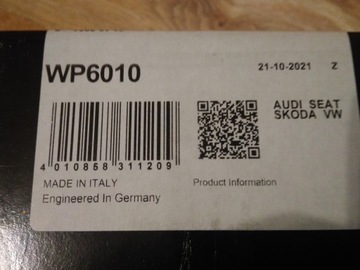 WP6010
21-10-2021 Z
AUDI SEAT
SKODA VW
4 010858 311209
MADE IN ITALY
Product Information
Engineered In Germany